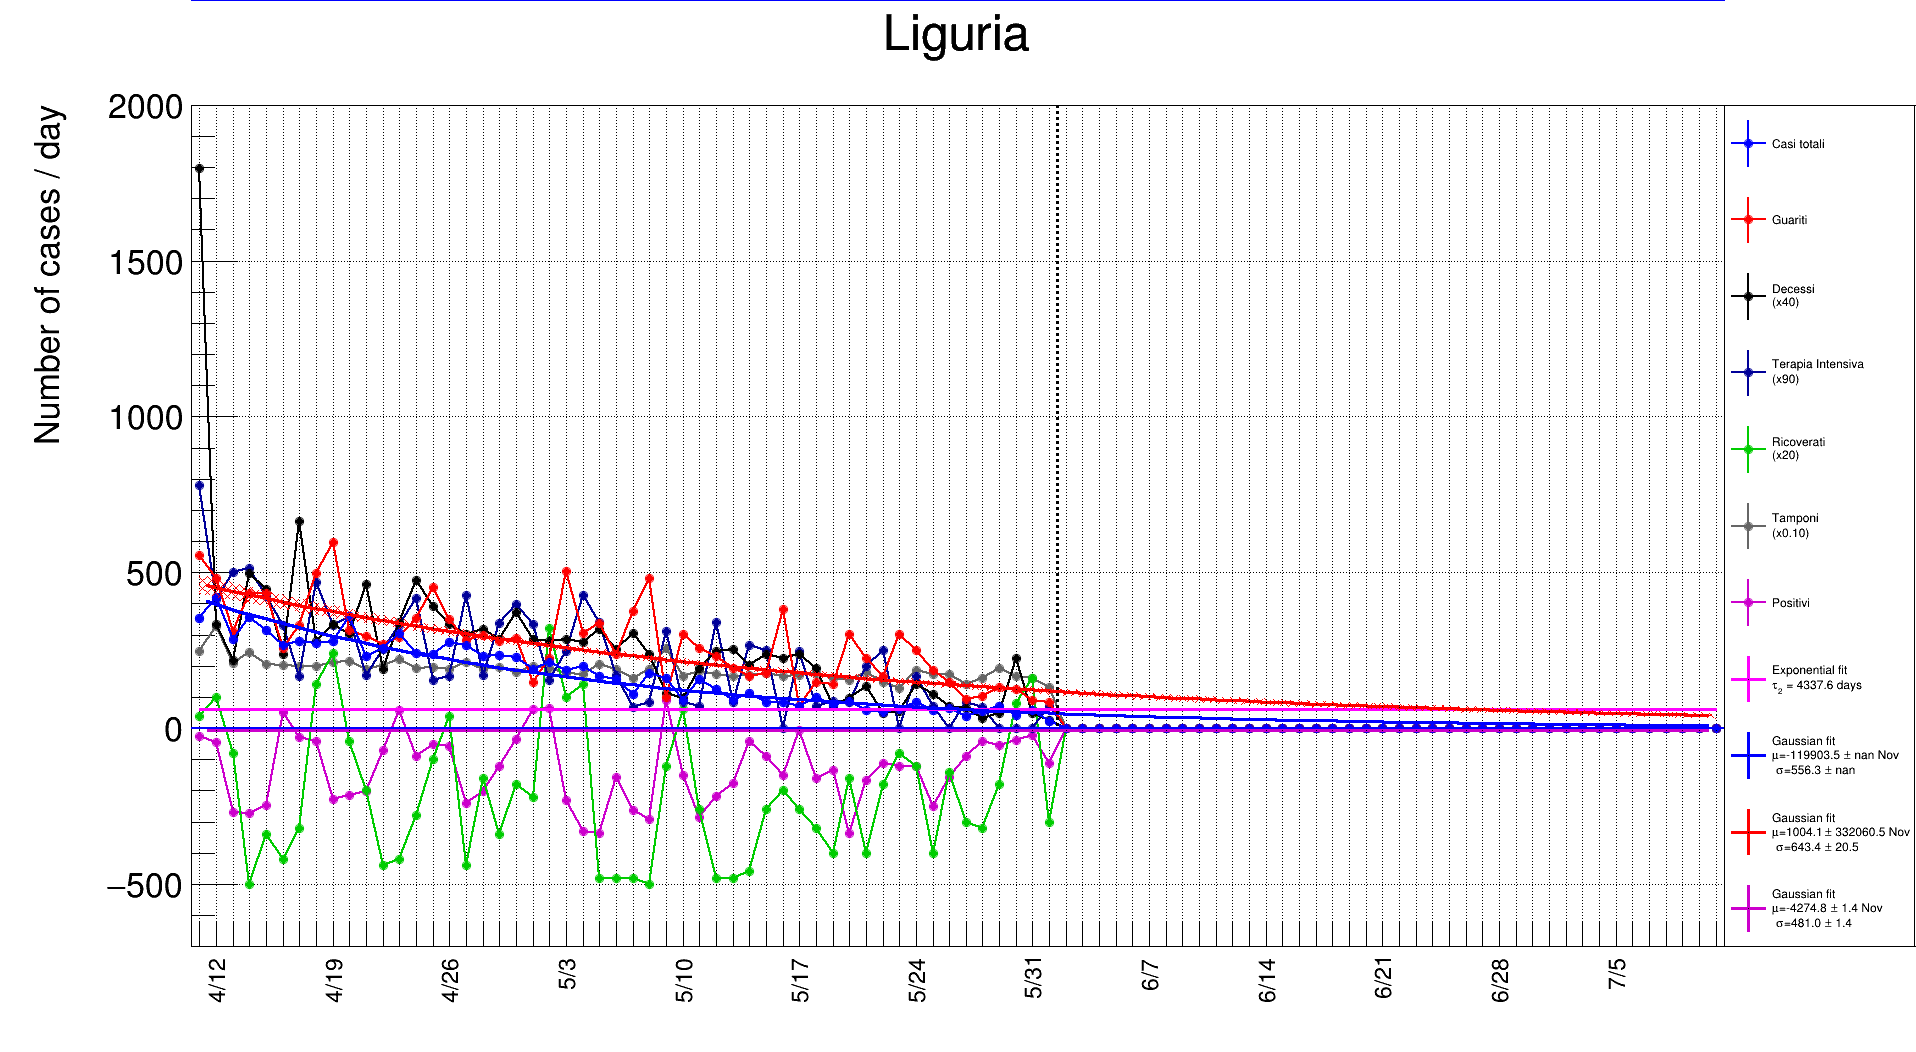 Liguria
Number of cases / day
2000
1500
1000
500
0
−500
4/12
4/19
4/26
5/3
5/10
5/17
5/24
5/31
6/7
6/14
6/21
6/28
7/5
Casi totali
Guariti
Decessi
(x40)
Terapia Intensiva
(x90)
Ricoverati
(x20)
Tamponi
(x0.10)
Positivi
Exponential fit
τ2 = 4337.6 days
Gaussian fit
μ=-119903.5 ± nan Nov
σ=556.3 ± nan
Gaussian fit
μ=1004.1 ± 332060.5 Nov
σ=643.4 ± 20.5
Gaussian fit
μ=-4274.8 ± 1.4 Nov
σ=481.0 ± 1.4